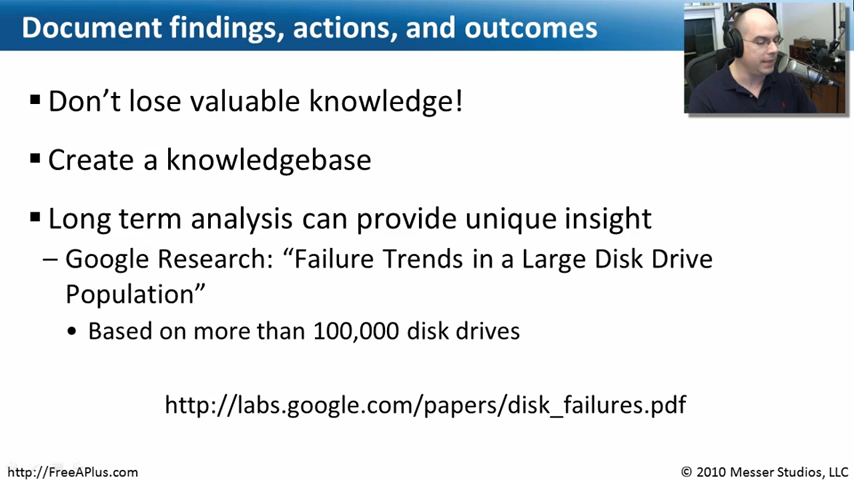 Document findings, actions, and outcomes
▪ Don't lose valuable knowledge!
▪ Create a knowledgebase
▪ Long term analysis can provide unique insight
– Google Research: “Failure Trends in a Large Disk Drive
Population”
• Based on more than 100,000 disk drives
http://labs.google.com/papers/disk_failures.pdf
http://FreeAPlus.com
© 2010 Messer Studios, LLC